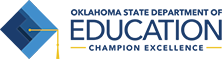 OKLAHOMA STATE DEPARTMENT OF
EDUCATION
CHAMPION EXCELLENCE